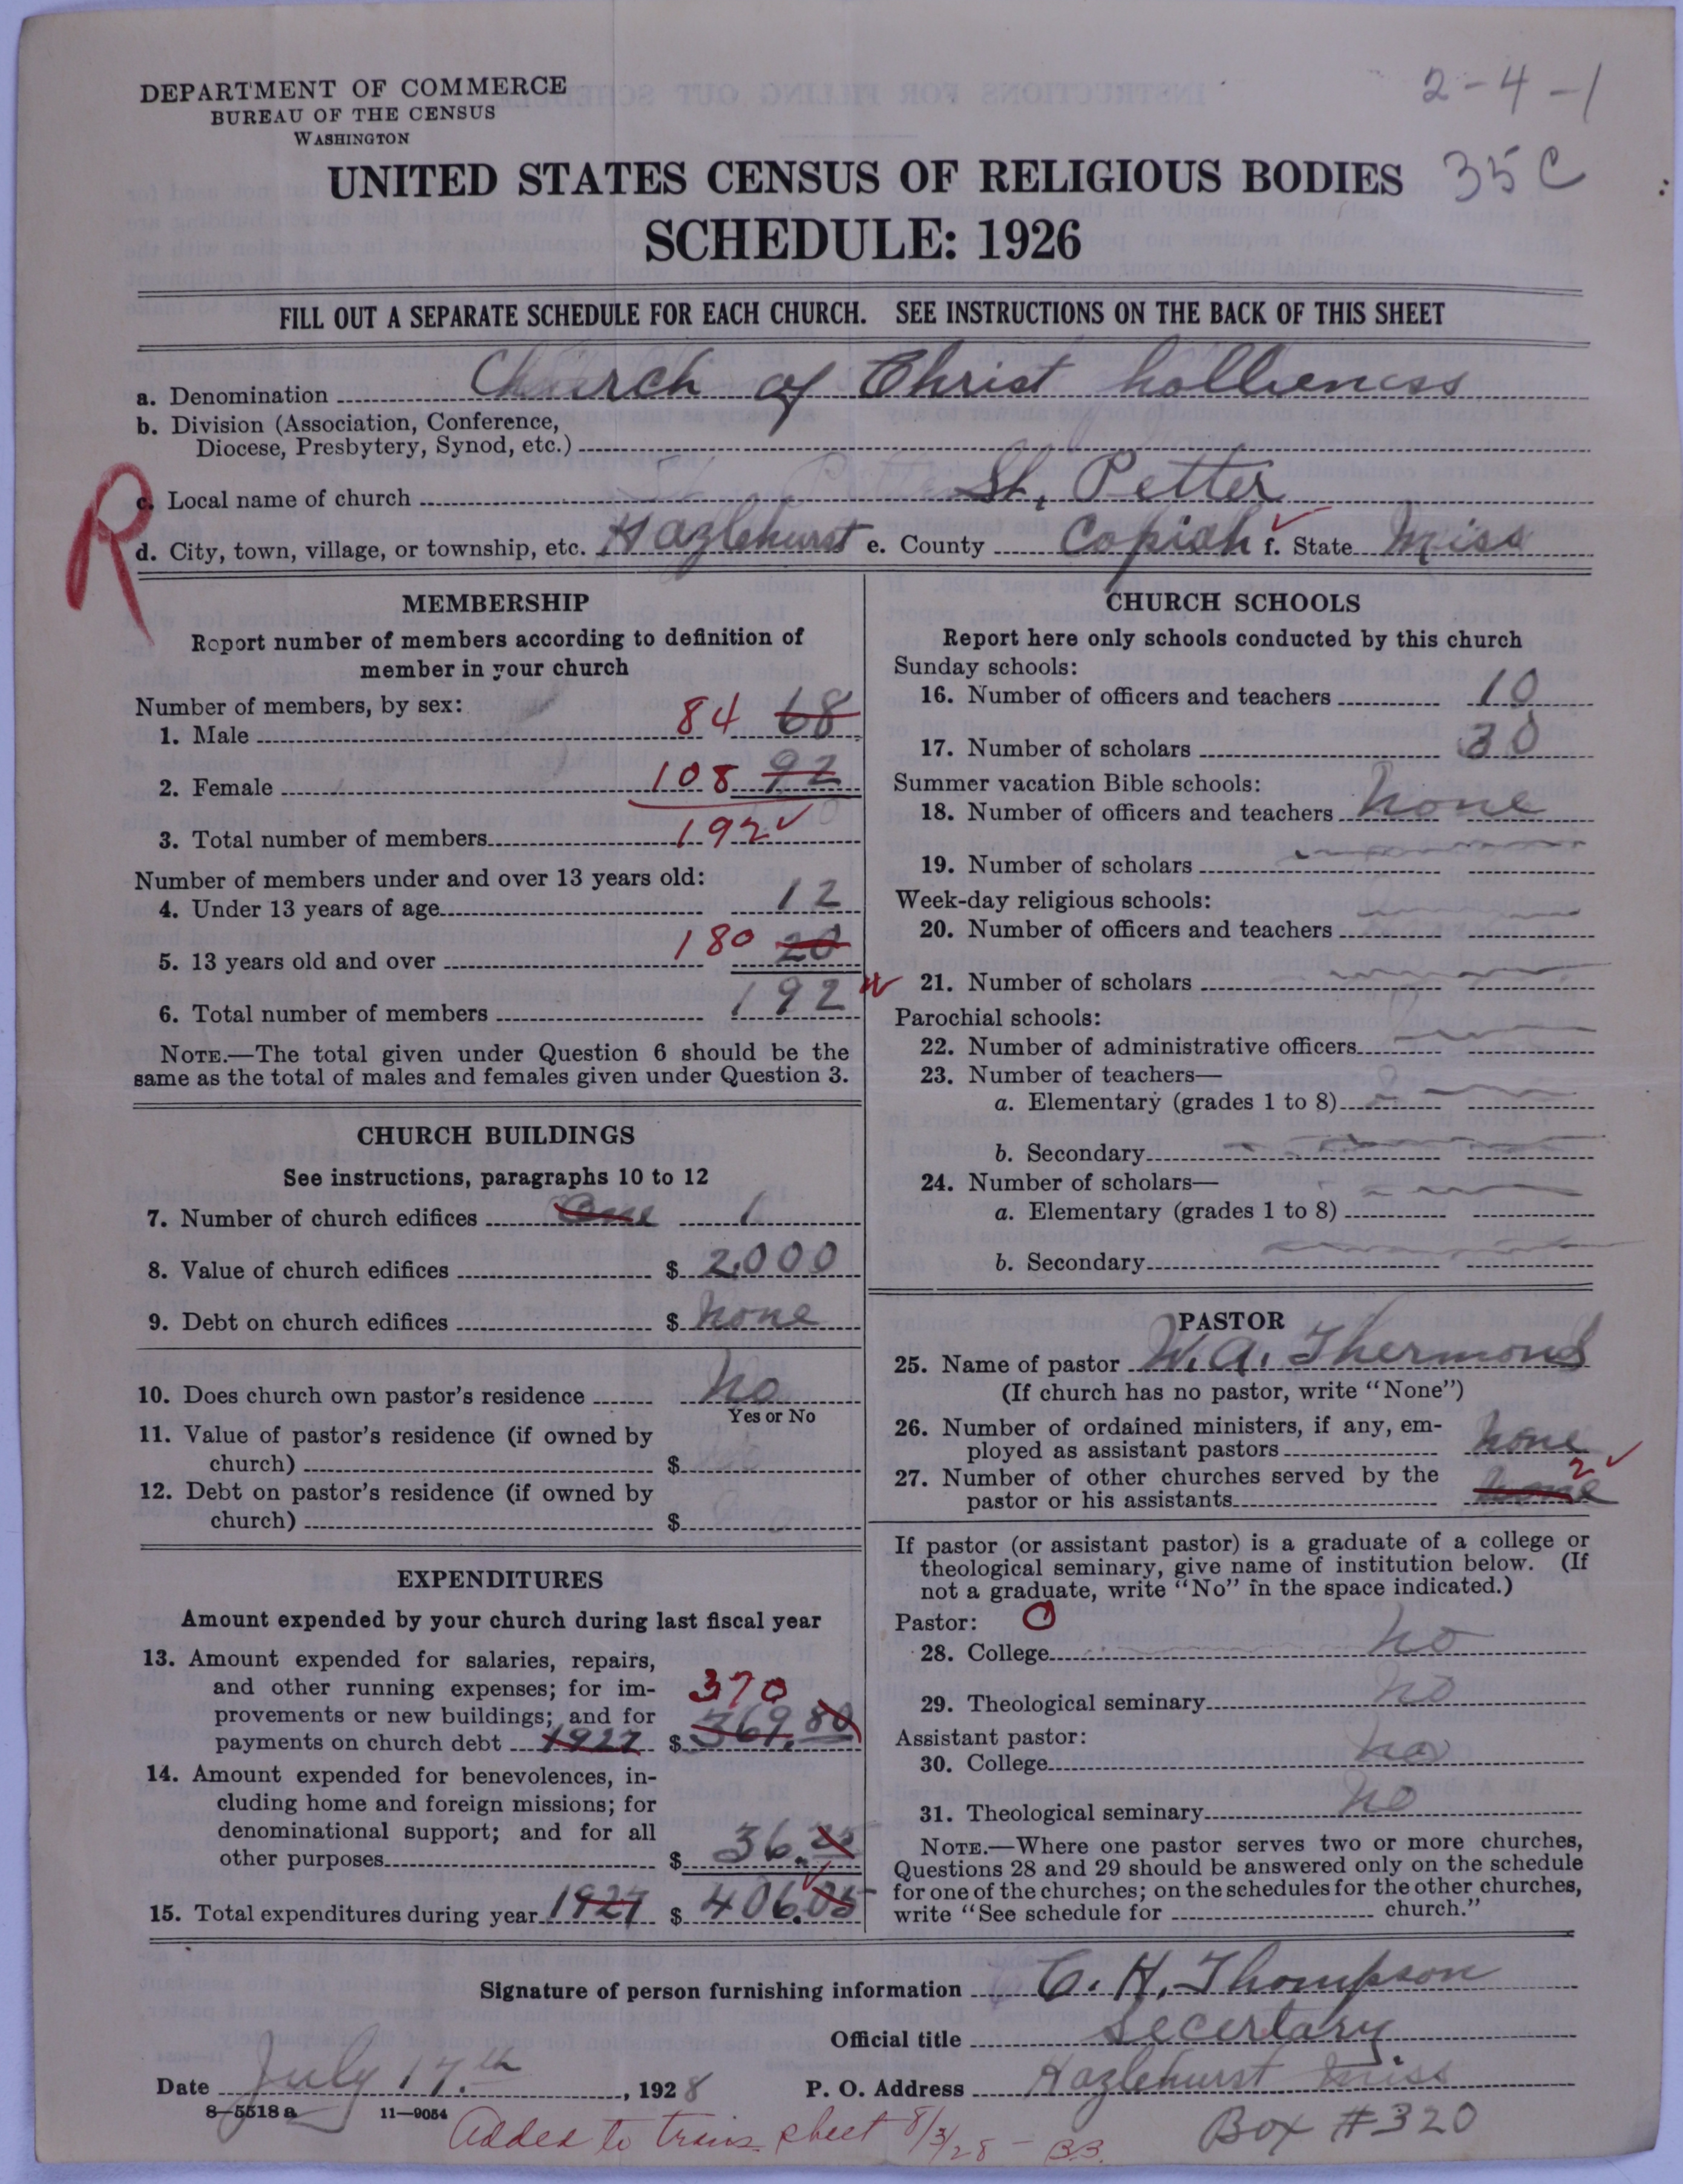 DEPARTMENT OF COMMERCE
BUREAU OF THE CENSUS
WASHINGTON
2-4-1
35 C
UNITED STATES CENSUS OF RELIGIOUS BODIES
SCHEDULE: 1926
FILL OUT A SEPARATE SCHEDULE FOR EACH CHURCH. SEE INSTRUCTIONS ON THE BACK OF THIS SHEET
a. Denomination Church of Christ hollieness
b. Division (Association, Conference,
Diocese, Presbytery, Synod, etc.)
R
c. Local name of church St, Petter
d. City, town, village, or township, etc. Hazlehurst e. County Copiah f. State Miss
MEMBERSHIP
Report number of members according to definition of
member in your church
Number of members, by sex:
1. Male 84 68
2. Female 108 92
3. Total number of members 192
Number of members under and over 13 years old:
4. Under 13 years of age 12
5. 13 years old and over 180 20
6. Total number of members 192
NOTE.—The total given under Question 6 should be the
same as the total of males and females given under Question 3.
CHURCH BUILDINGS
See instructions, paragraphs 10 to 12
7. Number of church edifices One 1
8. Value of church edifices $ 2,000
9. Debt on church edifices $ none
10. Does church own pastor's residence no
Yes or No
11. Value of pastor's residence (if owned by
church) $
12. Debt on pastor's residence (if owned by
church) $
EXPENDITURES
Amount expended by your church during last fiscal year
13. Amount expended for salaries, repairs,
and other running expenses; for im-
provements or new buildings; and for 370
payments on church debt 1927 $ 369.80
14. Amount expended for benevolences, in-
cluding home and foreign missions; for
denominational support; and for all
other purposes $ 36.25
15. Total expenditures during year 1927 $ 406.05
CHURCH SCHOOLS
Report here only schools conducted by this church
Sunday schools:
16. Number of officers and teachers 10
17. Number of scholars 30
Summer vacation Bible schools:
18. Number of officers and teachers none
19. Number of scholars
Week-day religious schools:
20. Number of officers and teachers
21. Number of scholars
Parochial schools:
22. Number of administrative officers
23. Number of teachers—
a. Elementary (grades 1 to 8)
b. Secondary
24. Number of scholars—
a. Elementary (grades 1 to 8)
b. Secondary
PASTOR
25. Name of pastor W. A. Thermond
(If church has no pastor, write "None")
26. Number of ordained ministers, if any, em-
ployed as assistant pastors none
27. Number of other churches served by the 2
pastor or his assistants none
If pastor (or assistant pastor) is a graduate of a college or
theological seminary, give name of institution below. (If
not a graduate, write "No" in the space indicated.)
Pastor: O
28. College no
29. Theological seminary no
Assistant pastor:
30. College no
31. Theological seminary no
NOTE.—Where one pastor serves two or more churches,
Questions 28 and 29 should be answered only on the schedule
for one of the churches; on the schedules for the other churches,
write "See schedule for church."
Signature of person furnishing information C. H. Thompson
Official title Secertary
Date July 17.th, 1928 P. O. Address Hazlehurst Miss
8-5518 a 11-9054
Added to trans. sheet 8/3/28 - B.B.
Box #320